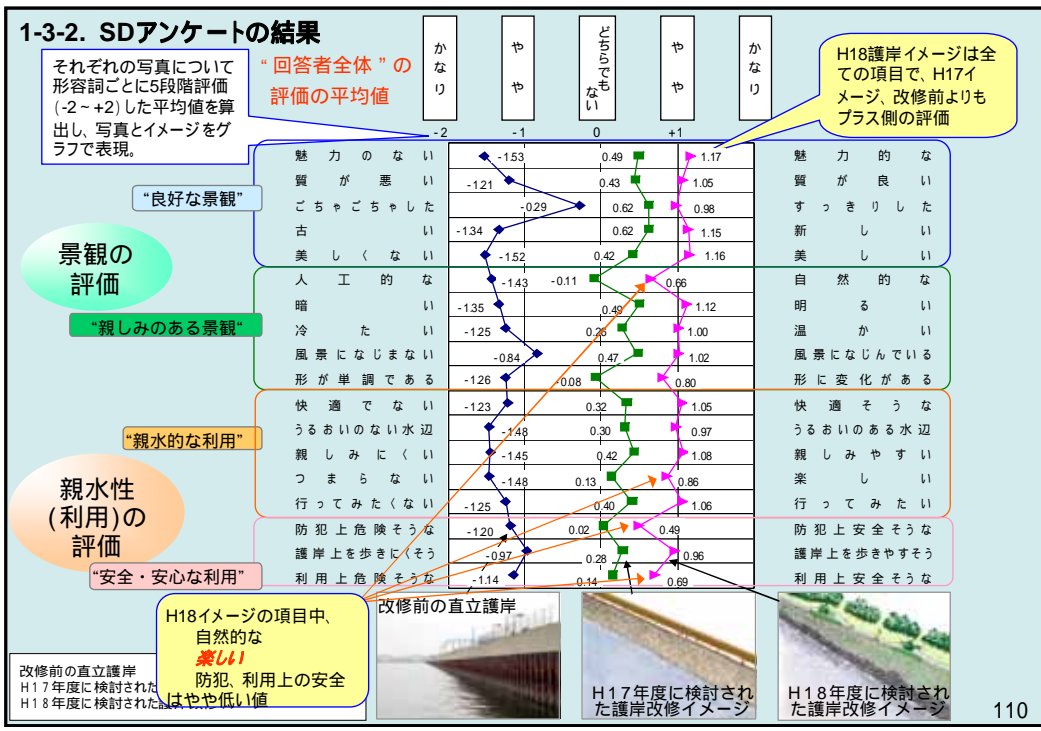 1-3-2. SDアンケートの結果
それぞれの写真について
形容詞ごとに5段階評価
(-2~+2)した平均値を算
出し、写真とイメージをグ
ラフで表現。
“回答者全体”の
評価の平均値
かなり
やや
どちらでもない
やや
かなり
H18護岸イメージは全
ての項目で、H17イ
メージ、改修前よりも
プラス側の評価
-2 -1 0 +1
魅力のない -1.53 0.49 1.17 魅力的な
質が悪い -1.21 0.43 1.05 質が良い
ごちゃごちゃした -0.29 0.62 0.98 すっきりした
古い -1.34 0.62 1.15 新しい
美しくない -1.52 0.42 1.16 美しい
人工的な -1.43 -0.11 0.66 自然的な
暗い -1.35 0.49 1.12 明るい
冷たい -1.25 0.26 1.00 温かい
風景になじまない -0.84 0.47 1.02 風景になじんでいる
形が単調である -1.26 -0.08 0.80 形に変化がある
快適でない -1.23 0.32 1.05 快適そうな
うるおいのない水辺 -1.48 0.30 0.97 うるおいのある水辺
親しみにくい -1.45 0.42 1.08 親しみやすい
つまらない -1.48 0.13 0.86 楽しい
行ってみたくない -1.25 0.40 1.06 行ってみたい
防犯上危険そうな -1.20 0.02 0.49 防犯上安全そうな
護岸上を歩きにくそう -0.97 0.28 0.96 護岸上を歩きやすそう
利用上危険そうな -1.14 0.14 0.69 利用上安全そうな
“良好な景観”
景観の
評価
“親しみのある景観“
“親水的な利用”
親水性
(利用)の
評価
“安全・安心な利用”
H18イメージの項目中、
自然的な
楽しい
防犯、利用上の安全
はやや低い値
改修前の直立護岸
H17年度に検討され
た護岸改修イメージ
H18年度に検討され
た護岸改修イメージ
改修前の直立護岸
H17年度に検討された
H18年度に検討された
110